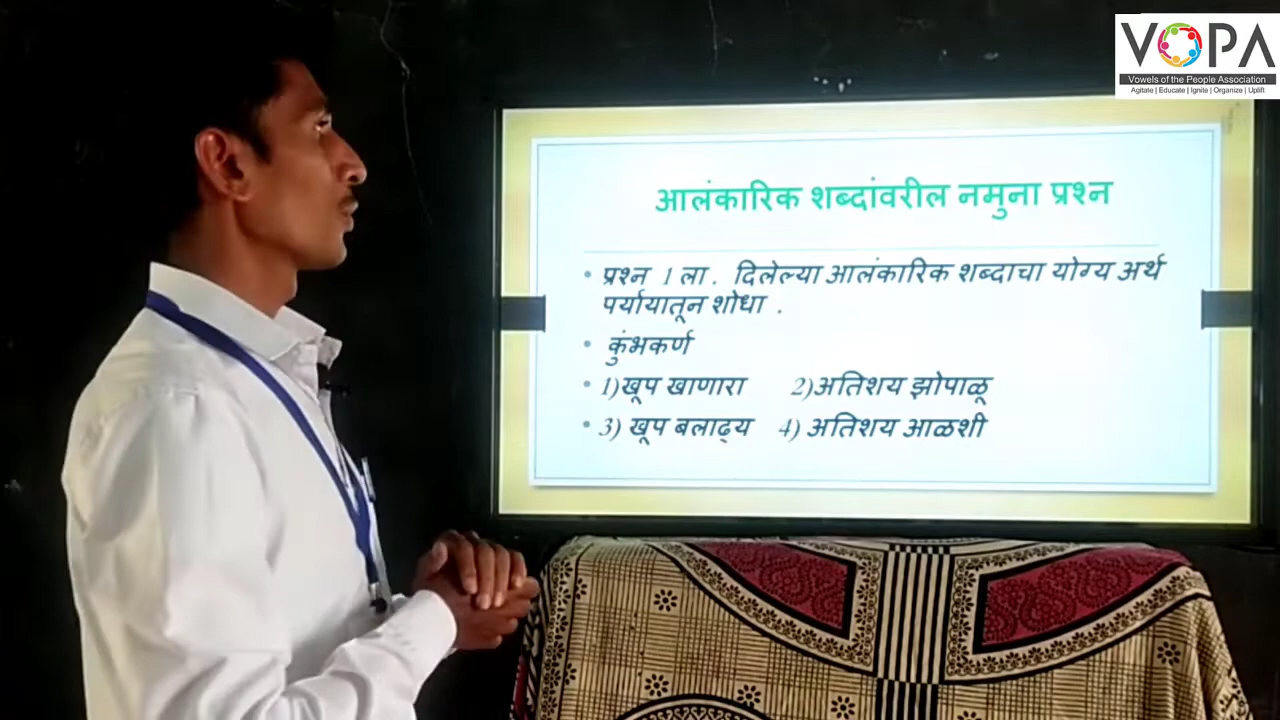 VOPA
Vowels of the People Association
Agitate | Educate | Ignite | Organize | Uplift
आलंकारिक शब्दांवरील नमुना प्रश्न
• प्रश्न 1 ला . दिलेल्या आलंकारिक शब्दाचा योग्य अर्थ
पर्यायातून शोधा .
• कुंभकर्ण
• 1)खूप खाणारा 2)अतिशय झोपाळू
• 3) खूप बलाढ्य 4) अतिशय आळशी